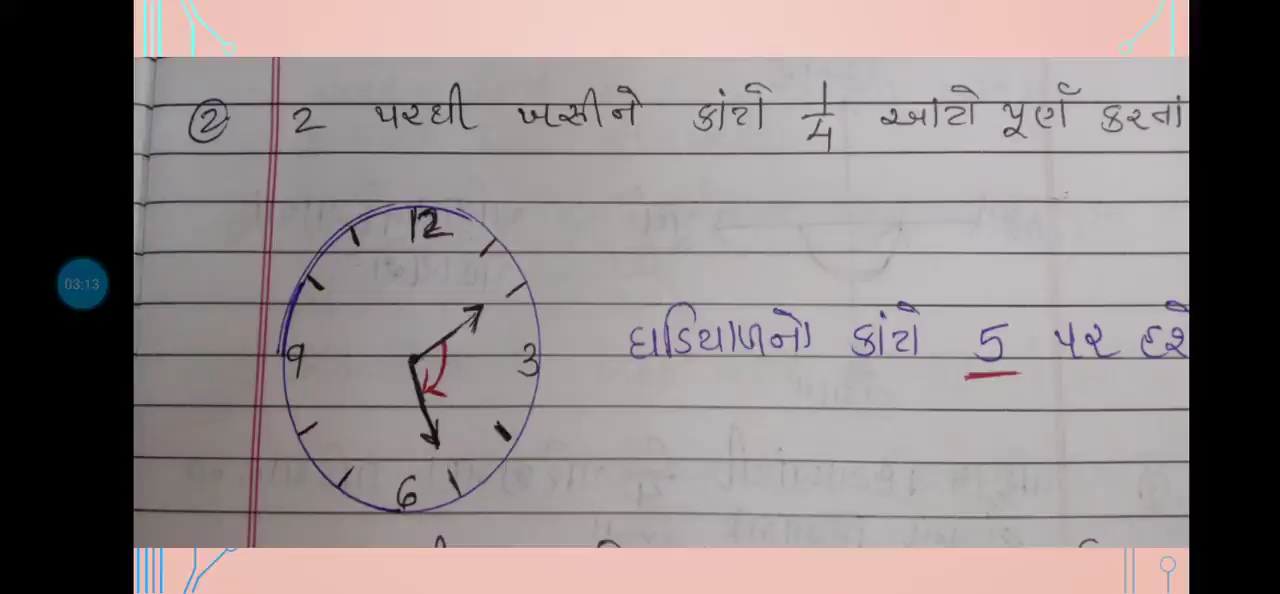 ② 2 પરથી ખસીને કાંટો 1/4 આંટો પૂર્ણ કરતાં
12
9
3
6
ઘડિયાળનો કાંટો 5 પર હશે
03:13